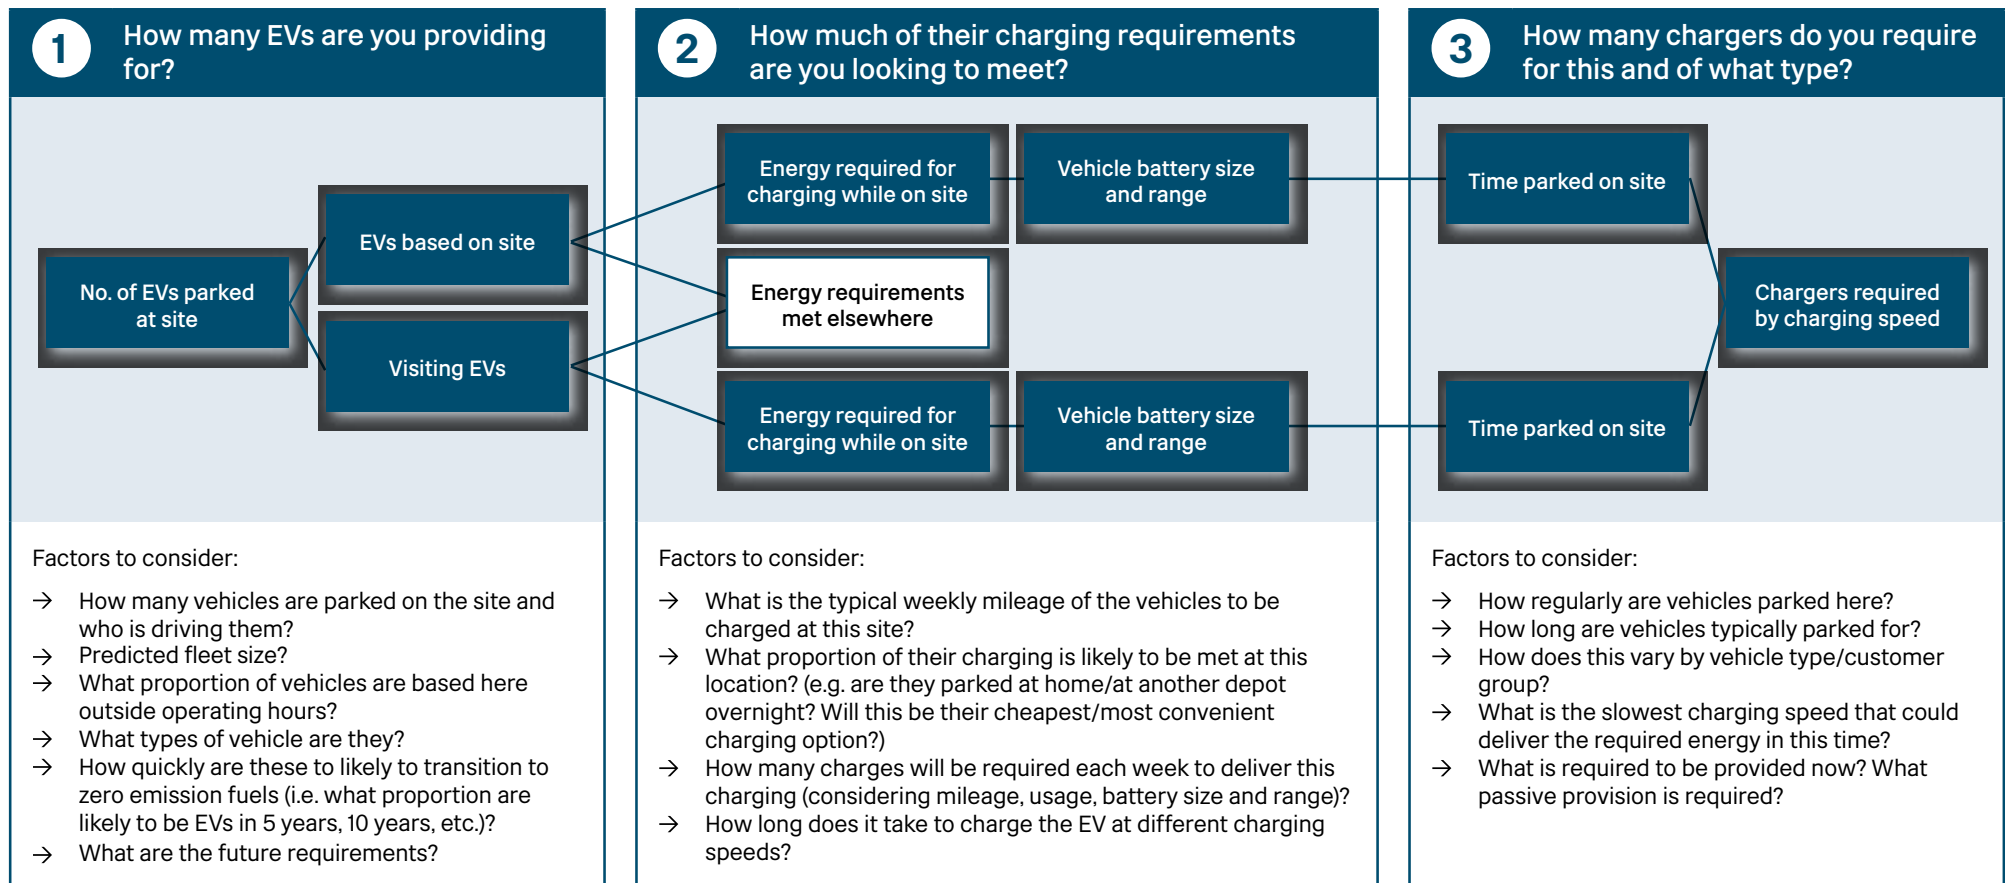 1
How many EVs are you providing
for?
No. of EVs parked
at site
EVs based on site
Visiting EVs
Factors to consider:
→ How many vehicles are parked on the site and
who is driving them?
→ Predicted fleet size?
→ What proportion of vehicles are based here
outside operating hours?
→ What types of vehicle are they?
→ How quickly are these to likely to transition to
zero emission fuels (i.e. what proportion are
likely to be EVs in 5 years, 10 years, etc.)?
→ What are the future requirements?
2
How much of their charging requirements
are you looking to meet?
Energy required for
charging while on site
Vehicle battery size
and range
Energy requirements
met elsewhere
Energy required for
charging while on site
Vehicle battery size
and range
Factors to consider:
→ What is the typical weekly mileage of the vehicles to be
charged at this site?
→ What proportion of their charging is likely to be met at this
location? (e.g. are they parked at home/at another depot
overnight? Will this be their cheapest/most convenient
charging option?)
→ How many charges will be required each week to deliver this
charging (considering mileage, usage, battery size and range)?
→ How long does it take to charge the EV at different charging
speeds?
3
How many chargers do you require
for this and of what type?
Time parked on site
Chargers required
by charging speed
Time parked on site
Factors to consider:
→ How regularly are vehicles parked here?
→ How long are vehicles typically parked for?
→ How does this vary by vehicle type/customer
group?
→ What is the slowest charging speed that could
deliver the required energy in this time?
→ What is required to be provided now? What
passive provision is required?